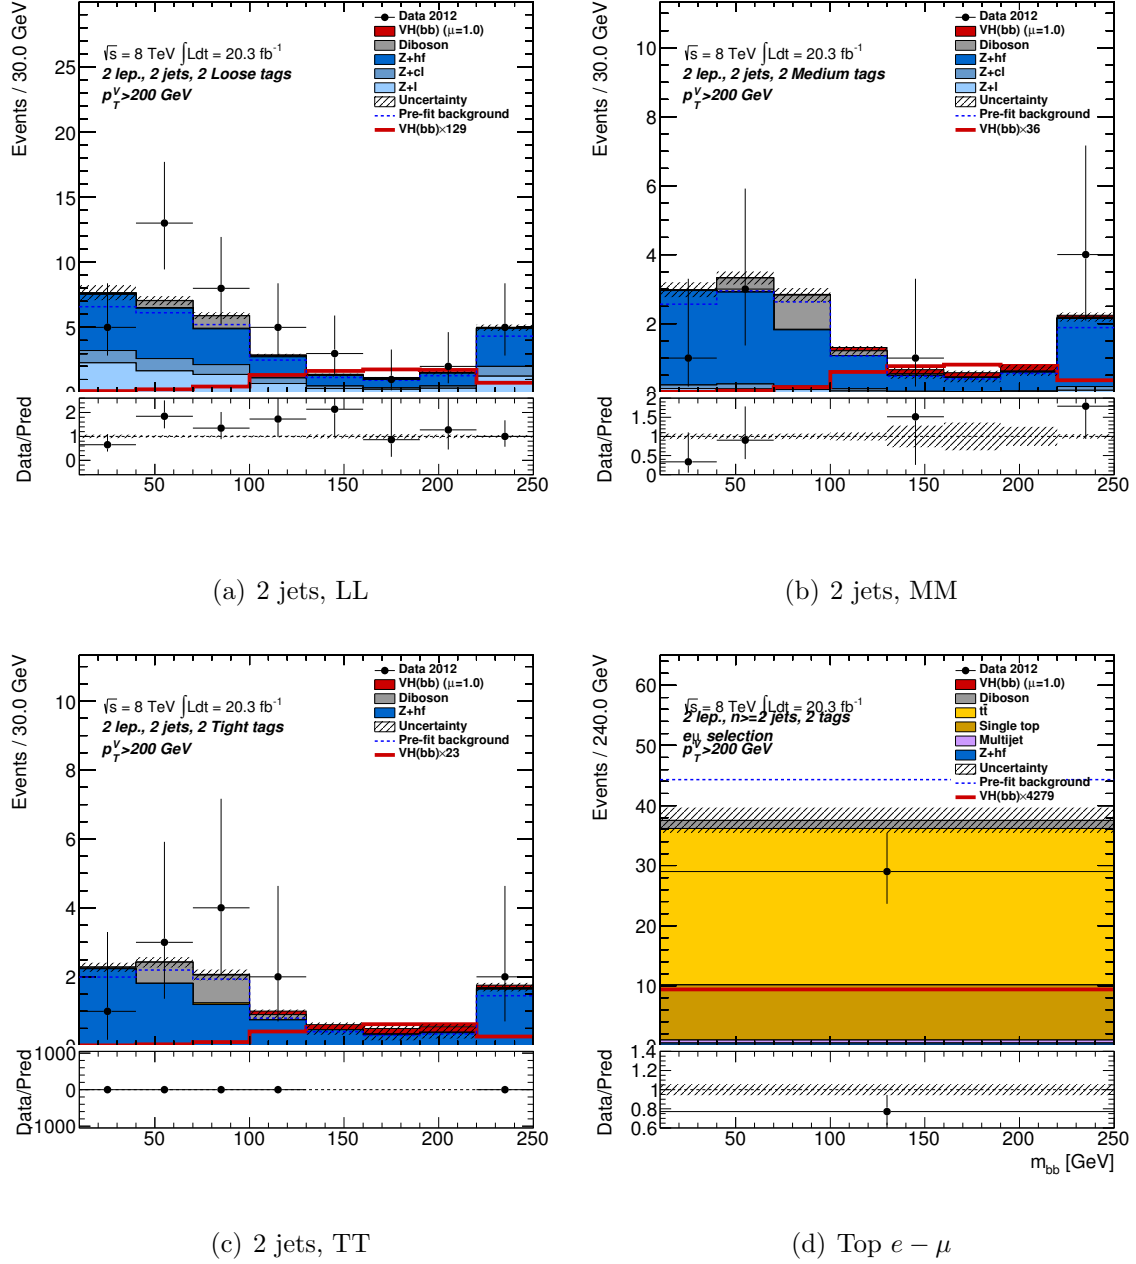 Events / 30.0 GeV
25
20
15
10
5
0
√s = 8 TeV ∫Ldt = 20.3 fb⁻¹
2 lep., 2 jets, 2 Loose tags
pTV>200 GeV
Data 2012
VH(bb) (μ=1.0)
Diboson
Z+hf
Z+cl
Z+l
Uncertainty
Pre-fit background
VH(bb)×129
Data/Pred
2
1
0
50 100 150 200 250
(a) 2 jets, LL
Events / 30.0 GeV
10
8
6
4
2
0
√s = 8 TeV ∫Ldt = 20.3 fb⁻¹
2 lep., 2 jets, 2 Medium tags
pTV>200 GeV
Data 2012
VH(bb) (μ=1.0)
Diboson
Z+hf
Z+cl
Z+l
Uncertainty
Pre-fit background
VH(bb)×36
Data/Pred
2
1.5
1
0.5
0
50 100 150 200 250
(b) 2 jets, MM
Events / 30.0 GeV
10
8
6
4
2
0
√s = 8 TeV ∫Ldt = 20.3 fb⁻¹
2 lep., 2 jets, 2 Tight tags
pTV>200 GeV
Data 2012
VH(bb) (μ=1.0)
Diboson
Z+hf
Uncertainty
Pre-fit background
VH(bb)×23
Data/Pred
1000
0
1000
50 100 150 200 250
(c) 2 jets, TT
Events / 240.0 GeV
60
50
40
30
20
10
0
√s = 8 TeV ∫Ldt = 20.3 fb⁻¹
2 lep., n>=2 jets, 2 tags
eμ selection
pTV>200 GeV
Data 2012
VH(bb) (μ=1.0)
Diboson
tt̄
Single top
Multijet
Z+hf
Uncertainty
Pre-fit background
VH(bb)×4279
Data/Pred
1.4
1.2
1
0.8
0.6
50 100 150 200 250
mbb [GeV]
(d) Top e − μ